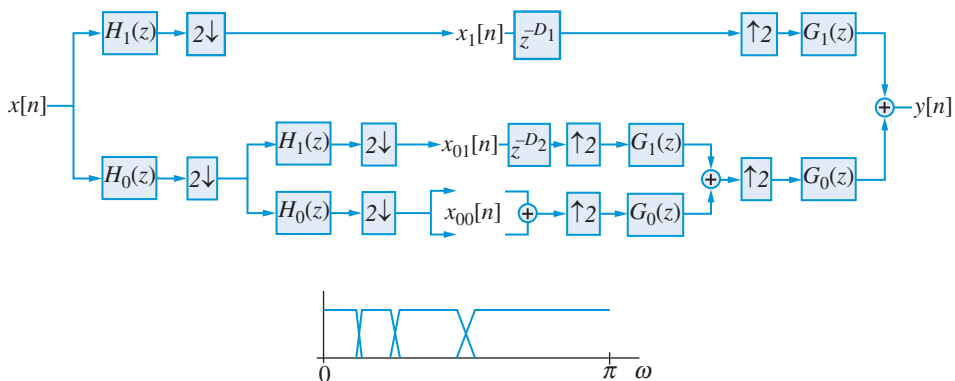 H₁(z) 2↓ x₁[n] z⁻ᴰ¹ ↑2 G₁(z)
x[n] + y[n]
H₁(z) 2↓ x₀₁[n] z⁻ᴰ² ↑2 G₁(z)
H₀(z) 2↓ + ↑2 G₀(z)
H₀(z) 2↓ x₀₀[n] + ↑2 G₀(z)
0 π ω